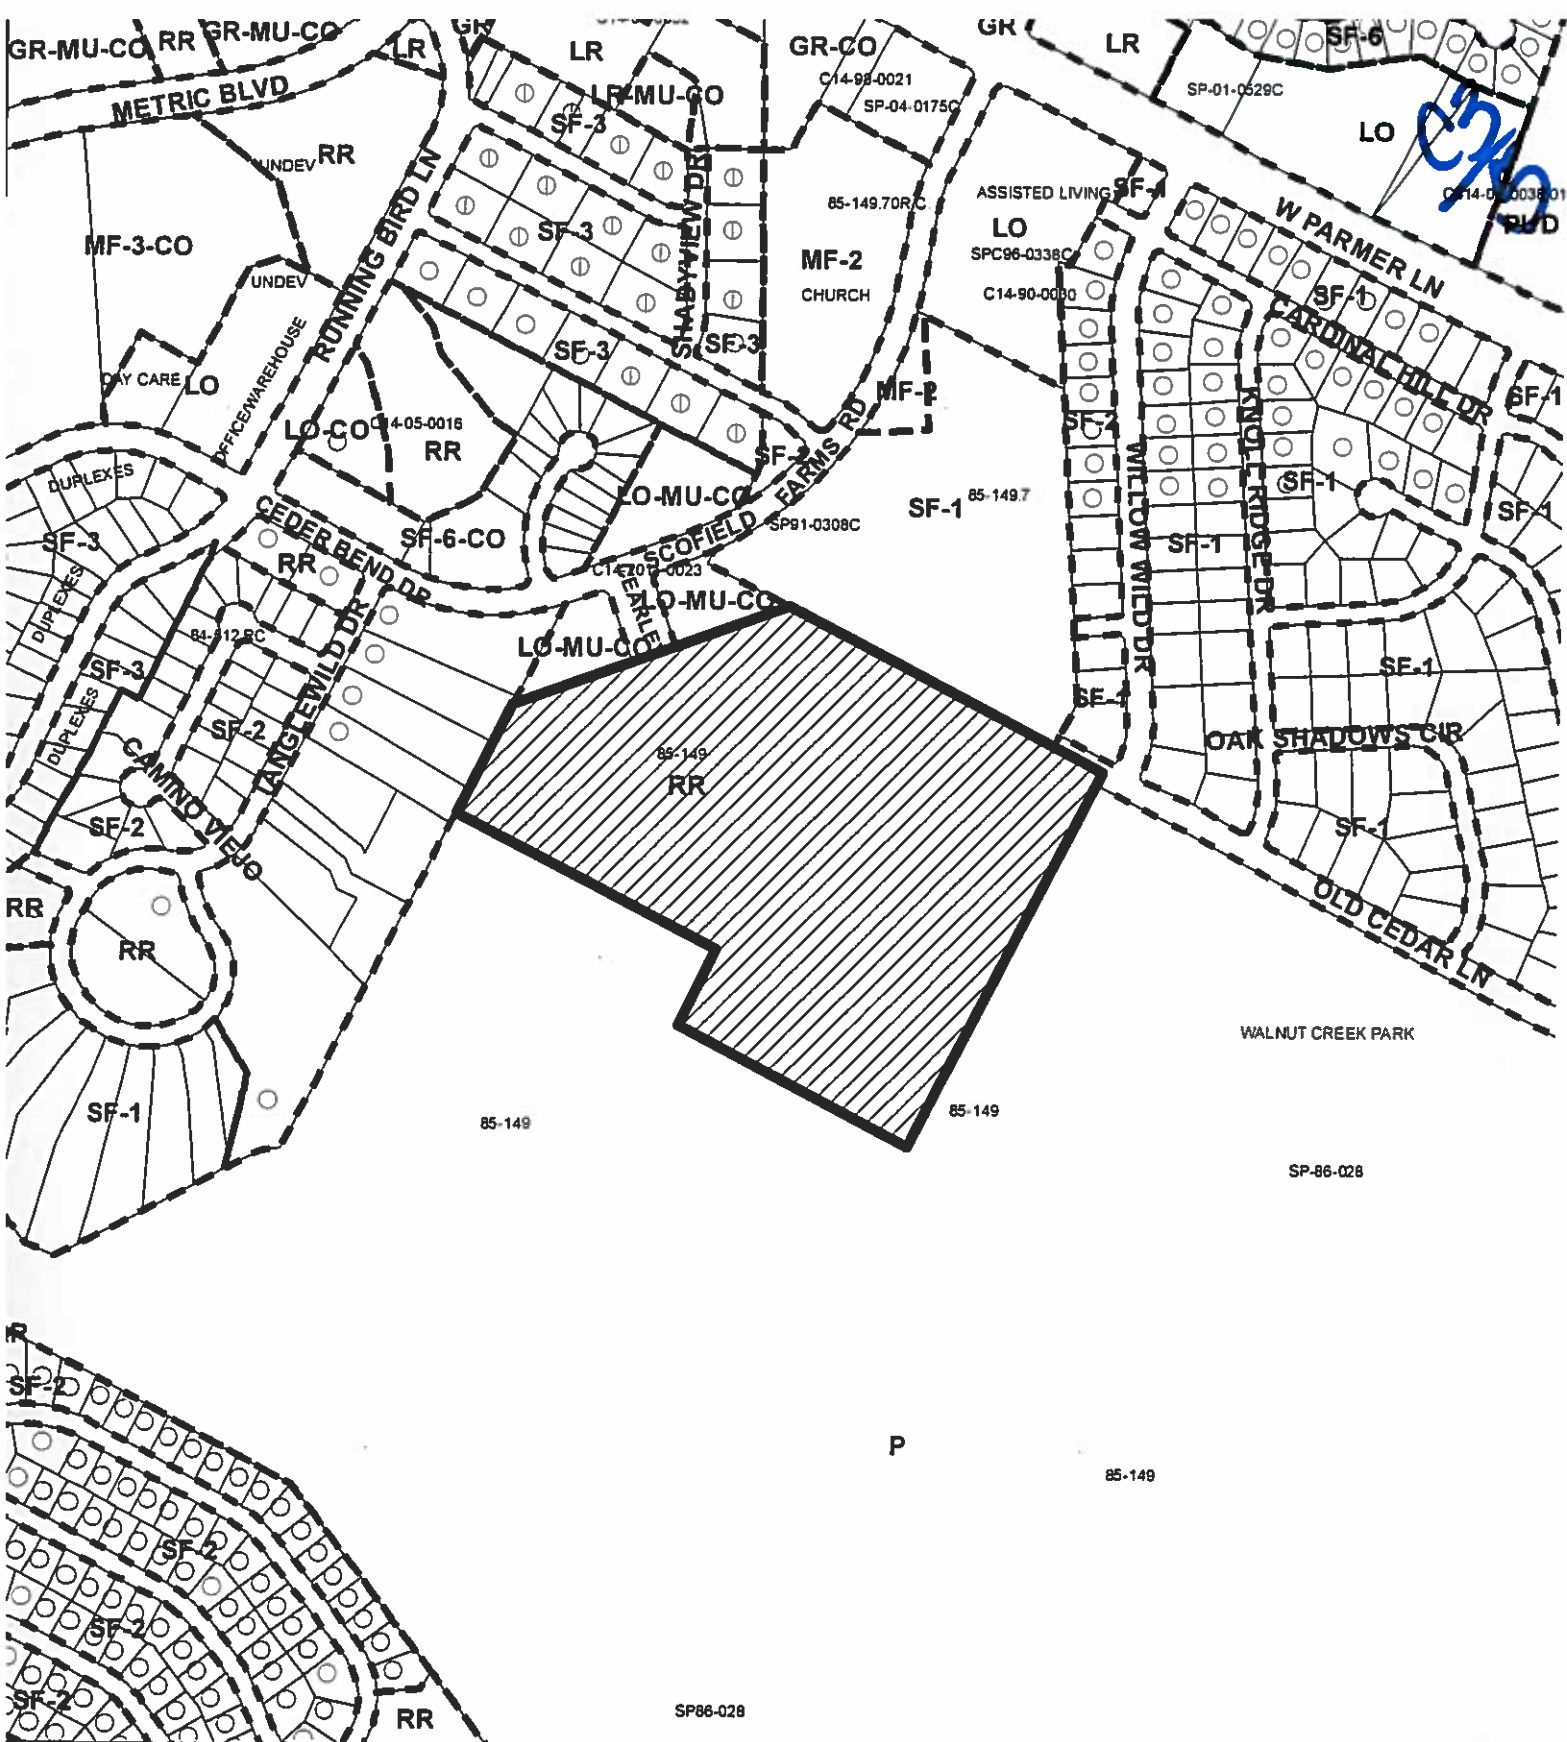 GR-MU-CO
RR
GR-MU-CO
LR
GR
LR
GR-CO
GR
LR
SF-6
METRIC BLVD
C14-98-0021
SP-04-0175C
SP-01-0529C
LR-MU-CO
SF-3
LO
C3/5
PUD
UNDEV
RR
RUNNING BIRD LN
SHADYVIEW DR
85-149.70R.C.
ASSISTED LIVING
SF-1
LO
SPC96-0338C
W PARMER LN
MF-3-CO
SF-3
MF-2
CHURCH
UNDEV
C14-90-0030
SF-1
CARDINAL HILL DR
SF-3
SF-3
OFFICE/WAREHOUSE
DAY CARE
LO
MF-2
SF-1
LO-CO
C14-05-0016
RR
SF-2
KNOLL RIDGE DR
FARMS RD
DUPLEXES
LO-MU-CO
SF-1
85-149.7
WILLOW WILD DR
SF-1
SF-1
CEDER BEND DR
SF-6-CO
SCOFIELD
SP91-0308C
SF-3
SF-1
RR
DUPLEXES
LO-MU-CO
TANGLEWILD DR
LO-MU-CO
SF-3
SF-1
SF-1
DUPLEXES
SF-2
CAMINO VIEJO
OAK SHADOWS CIR
85-149
RR
SF-2
SF-1
OLD CEDAR LN
RR
RR
WALNUT CREEK PARK
SF-1
85-149
85-149
SP-86-028
SF-2
P
85-149
SF-2
SF-2
SF-2
RR
SP86-028